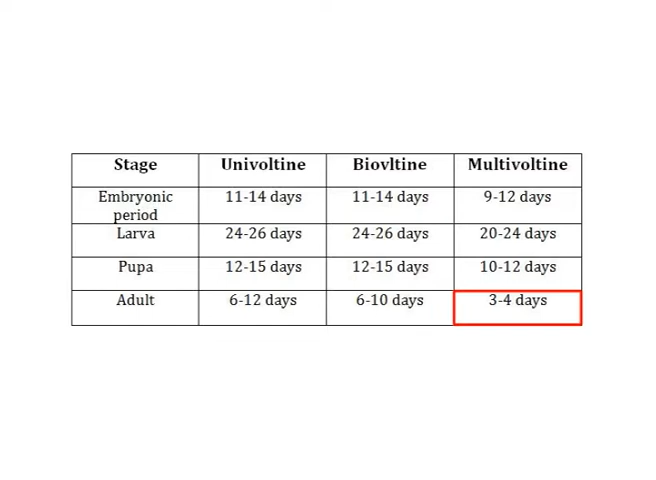 Stage Univoltine Biovltine Multivoltine
Embryonic period 11-14 days 11-14 days 9-12 days
Larva 24-26 days 24-26 days 20-24 days
Pupa 12-15 days 12-15 days 10-12 days
Adult 6-12 days 6-10 days 3-4 days